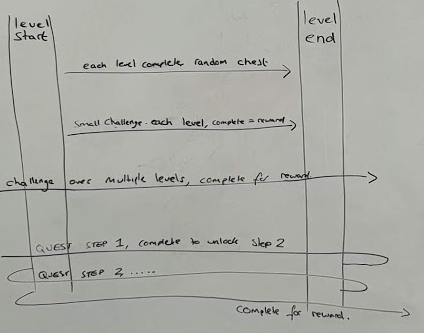 level
start
level
end
each level complete random chest.
small challenge. each level, complete = reward
challenge over multiple levels, complete for reward
QUEST STEP 1, complete to unlock step 2
QUEST STEP 2, .....
complete for reward.